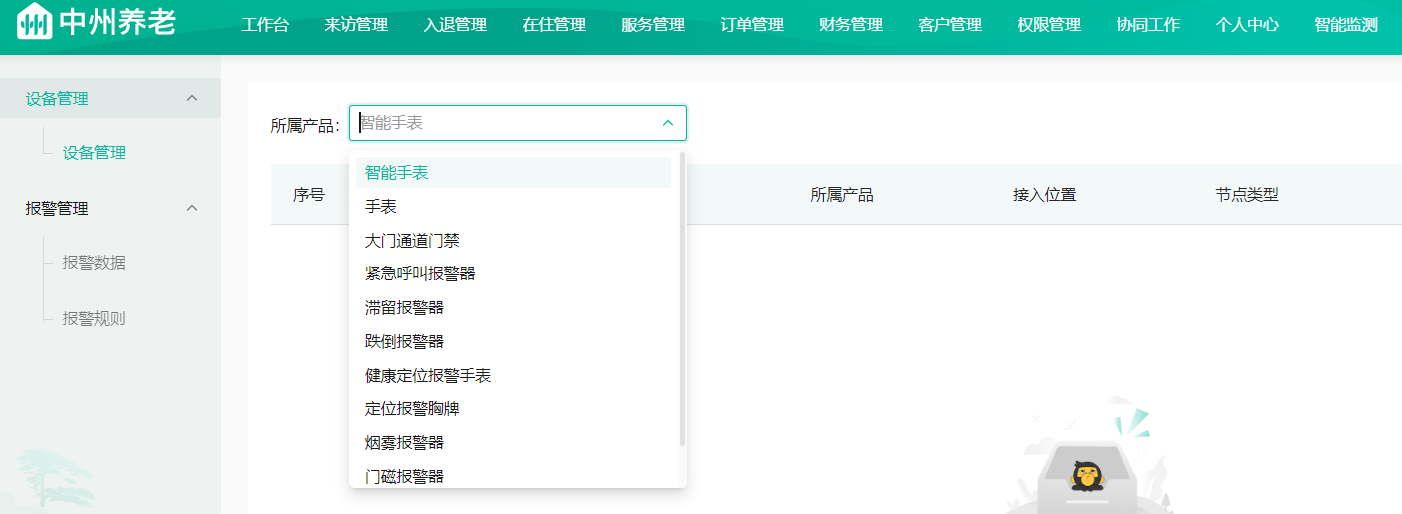 中州养老
工作台 来访管理 入退管理 在住管理 服务管理 订单管理 财务管理 客户管理 权限管理 协同工作 个人中心 智能监测
设备管理
设备管理
报警管理
报警数据
报警规则
所属产品: 智能手表
序号 所属产品 接入位置 节点类型
智能手表
手表
大门通道门禁
紧急呼叫报警器
滞留报警器
跌倒报警器
健康定位报警手表
定位报警胸牌
烟雾报警器
门磁报警器